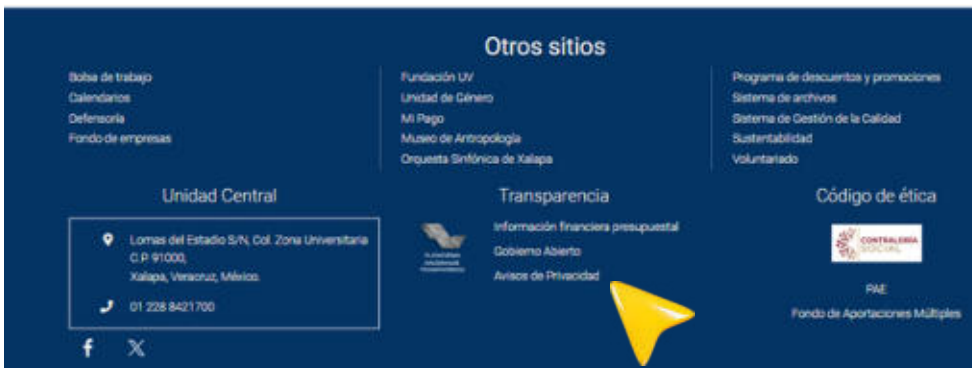 Otros sitios
Bolsa de trabajo
Calendarios
Defensoría
Fondo de empresas
Fundación UV
Unidad de Género
Mi Pago
Museo de Antropología
Orquesta Sinfónica de Xalapa
Programa de descuentos y promociones
Sistema de archivos
Sistema de Gestión de la Calidad
Sustentabilidad
Voluntariado
Unidad Central
Lomas del Estadio S/N, Col. Zona Universitaria
C.P. 91000,
Xalapa, Veracruz, México.
01 228 8421700
Transparencia
Información financiera presupuestal
Gobierno Abierto
Avisos de Privacidad
Código de ética
CONTRALORÍA
SOCIAL
PAE
Fondo de Aportaciones Múltiples